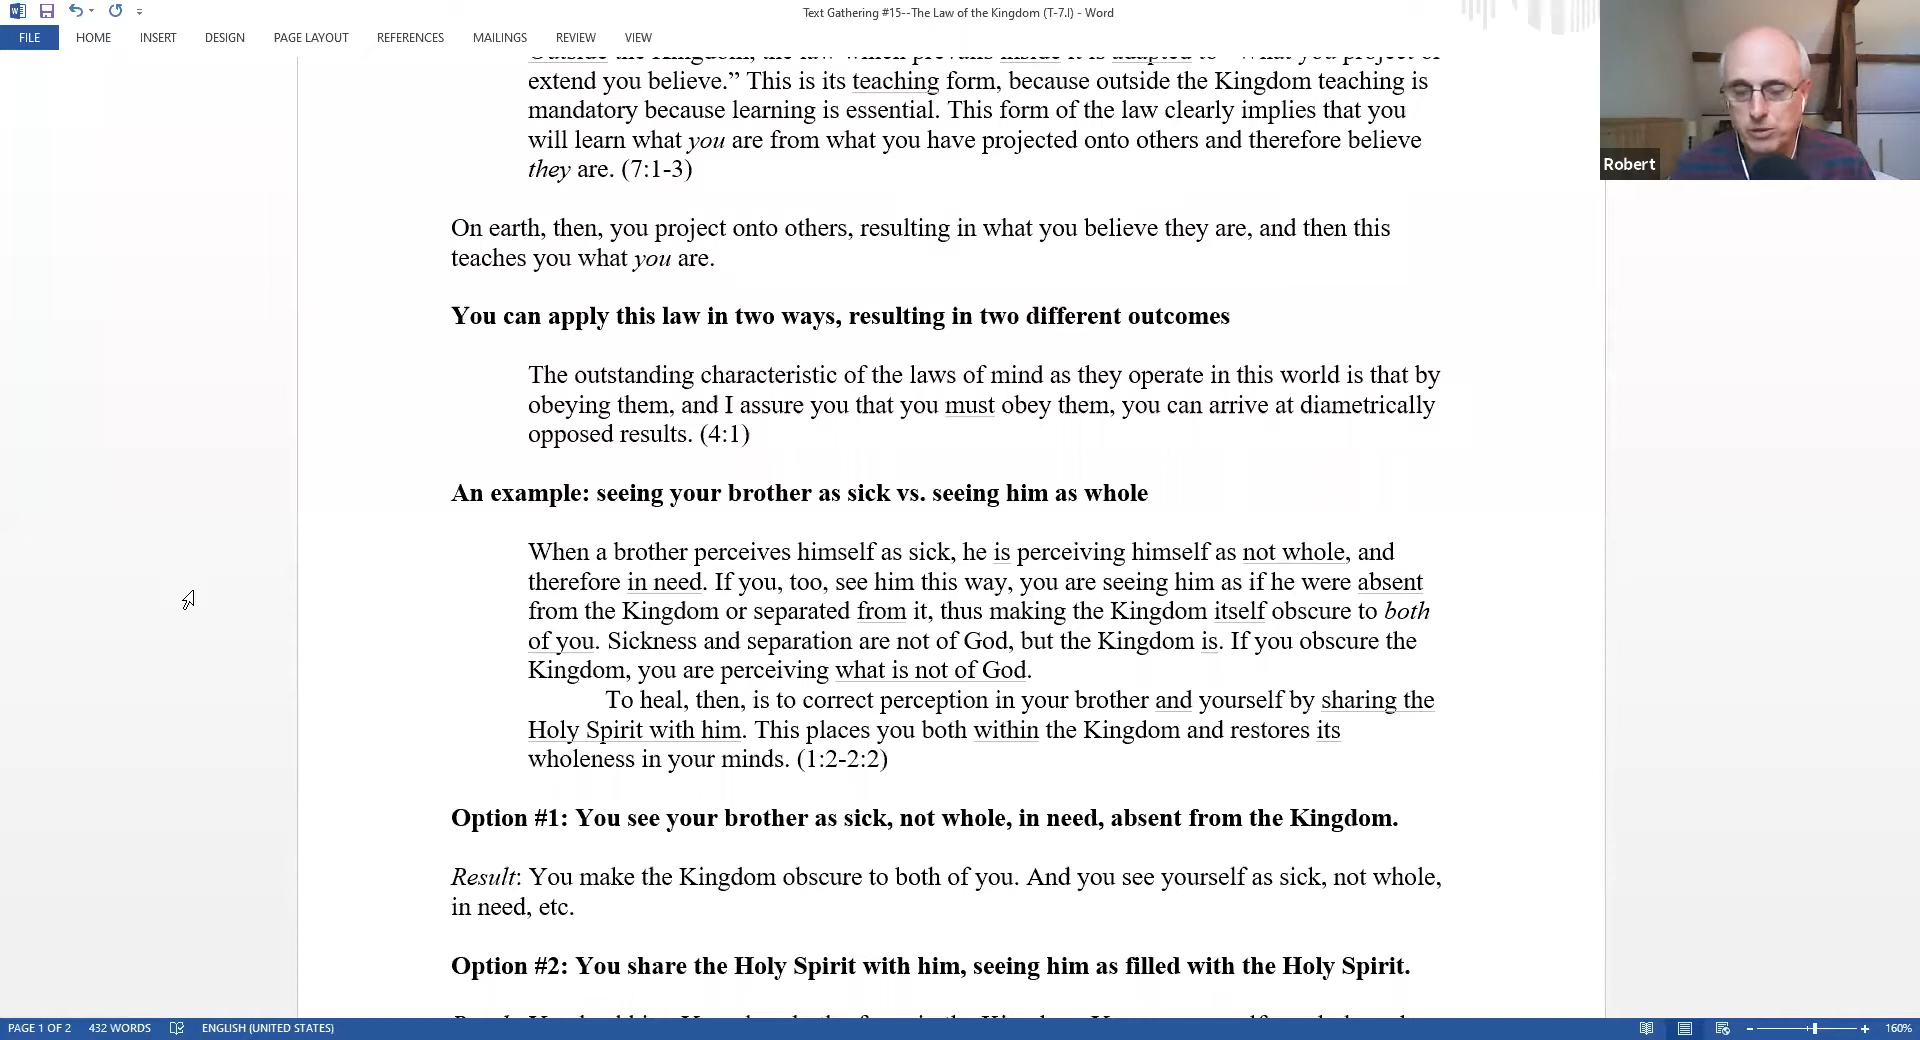 Text Gathering #15--The Law of the Kingdom (T-7.I) - Word
FILE HOME INSERT DESIGN PAGE LAYOUT REFERENCES MAILINGS REVIEW VIEW
Outside the Kingdom, the law which prevails inside it is adapted to "What you project or
extend you believe.” This is its teaching form, because outside the Kingdom teaching is
mandatory because learning is essential. This form of the law clearly implies that you
will learn what you are from what you have projected onto others and therefore believe
they are. (7:1-3)
Robert
On earth, then, you project onto others, resulting in what you believe they are, and then this
teaches you what you are.
You can apply this law in two ways, resulting in two different outcomes
The outstanding characteristic of the laws of mind as they operate in this world is that by
obeying them, and I assure you that you must obey them, you can arrive at diametrically
opposed results. (4:1)
An example: seeing your brother as sick vs. seeing him as whole
When a brother perceives himself as sick, he is perceiving himself as not whole, and
therefore in need. If you, too, see him this way, you are seeing him as if he were absent
from the Kingdom or separated from it, thus making the Kingdom itself obscure to both
of you. Sickness and separation are not of God, but the Kingdom is. If you obscure the
Kingdom, you are perceiving what is not of God.
To heal, then, is to correct perception in your brother and yourself by sharing the
Holy Spirit with him. This places you both within the Kingdom and restores its
wholeness in your minds. (1:2-2:2)
Option #1: You see your brother as sick, not whole, in need, absent from the Kingdom.
Result: You make the Kingdom obscure to both of you. And you see yourself as sick, not whole,
in need, etc.
Option #2: You share the Holy Spirit with him, seeing him as filled with the Holy Spirit.
PAGE 1 OF 2 432 WORDS ENGLISH (UNITED STATES) 160%